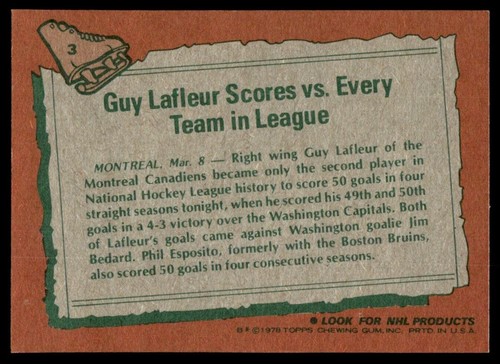 3
Guy Lafleur Scores vs. Every
Team in League
MONTREAL, Mar. 8 — Right wing Guy Lafleur of the
Montreal Canadiens became only the second player in
National Hockey League history to score 50 goals in four
straight seasons tonight, when he scored his 49th and 50th
goals in a 4-3 victory over the Washington Capitals. Both
of Lafleur's goals came against Washington goalie Jim
Bedard. Phil Esposito, formerly with the Boston Bruins,
also scored 50 goals in four consecutive seasons.
● LOOK FOR NHL PRODUCTS
B* © 1978 TOPPS CHEWING GUM, INC. PRTD. IN U.S.A.